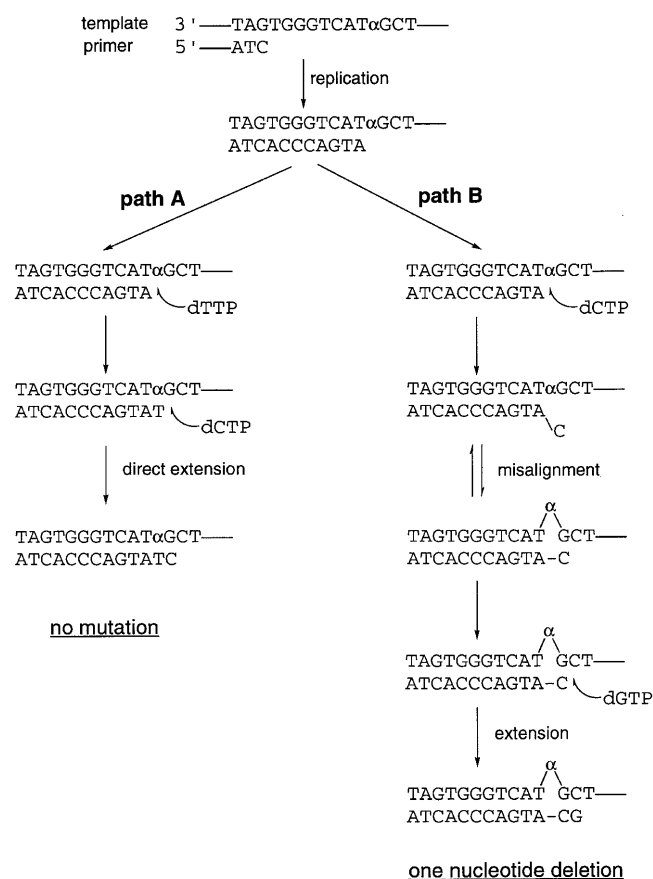 template 3'—TAGTGGGTCATαGCT—
primer 5'—ATC
replication
TAGTGGGTCATαGCT—
ATCACCCAGTA
path A
path B
TAGTGGGTCATαGCT—
ATCACCCAGTA
dTTP
TAGTGGGTCATαGCT—
ATCACCCAGTA
dCTP
TAGTGGGTCATαGCT—
ATCACCCAGTAT
dCTP
TAGTGGGTCATαGCT—
ATCACCCAGTA
C
direct extension
misalignment
TAGTGGGTCATαGCT—
ATCACCCAGTATC
α
TAGTGGGTCAT GCT—
ATCACCCAGTA-C
no mutation
α
TAGTGGGTCAT GCT—
ATCACCCAGTA-C
dGTP
extension
α
TAGTGGGTCAT GCT—
ATCACCCAGTA-CG
one nucleotide deletion